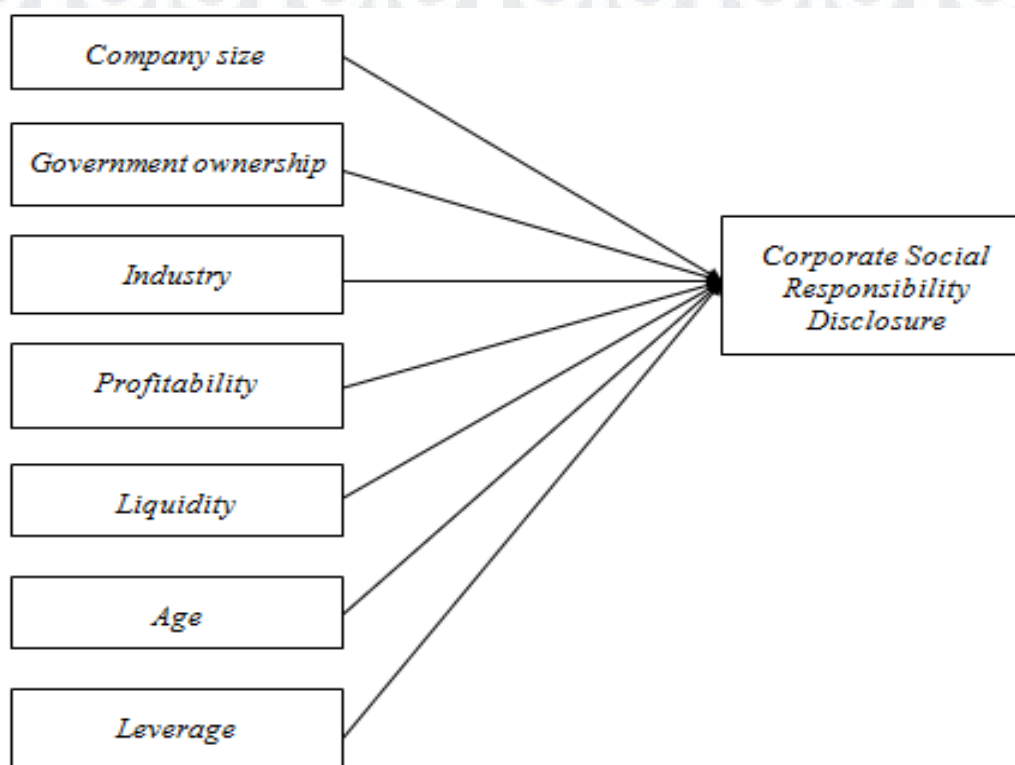 Company size
Government ownership
Industry
Profitability
Liquidity
Age
Leverage
Corporate Social
Responsibility
Disclosure